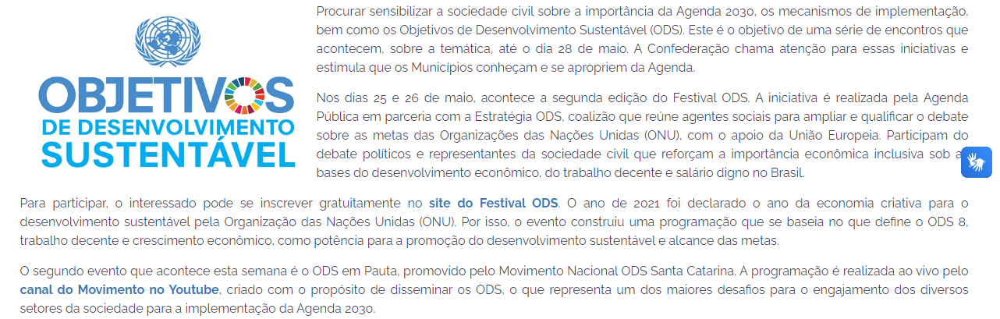 OBJETIVOS
DE DESENVOLVIMENTO
SUSTENTÁVEL
Procurar sensibilizar a sociedade civil sobre a importância da Agenda 2030, os mecanismos de implementação,
bem como os Objetivos de Desenvolvimento Sustentável (ODS). Este é o objetivo de uma série de encontros que
acontecem, sobre a temática, até o dia 28 de maio. A Confederação chama atenção para essas iniciativas e
estimula que os Municípios conheçam e se apropriem da Agenda.
Nos dias 25 e 26 de maio, acontece a segunda edição do Festival ODS. A iniciativa é realizada pela Agenda
Pública em parceria com a Estratégia ODS, coalizão que reúne agentes sociais para ampliar e qualificar o debate
sobre as metas das Organizações das Nações Unidas (ONU), com o apoio da União Europeia. Participam do
debate políticos e representantes da sociedade civil que reforçam a importância econômica inclusiva sob
bases do desenvolvimento econômico, do trabalho decente e salário digno no Brasil.
Para participar, o interessado pode se inscrever gratuitamente no site do Festival ODS. O ano de 2021 foi declarado o ano da economia criativa para o
desenvolvimento sustentável pela Organização das Nações Unidas (ONU). Por isso, o evento construiu uma programação que se baseia no que define o ODS 8,
trabalho decente e crescimento econômico, como potência para a promoção do desenvolvimento sustentável e alcance das metas.
O segundo evento que acontece esta semana é o ODS em Pauta, promovido pelo Movimento Nacional ODS Santa Catarina. A programação é realizada ao vivo pelo
canal do Movimento no Youtube, criado com o propósito de disseminar os ODS, o que representa um dos maiores desafios para o engajamento dos diversos
setores da sociedade para a implementação da Agenda 2030.